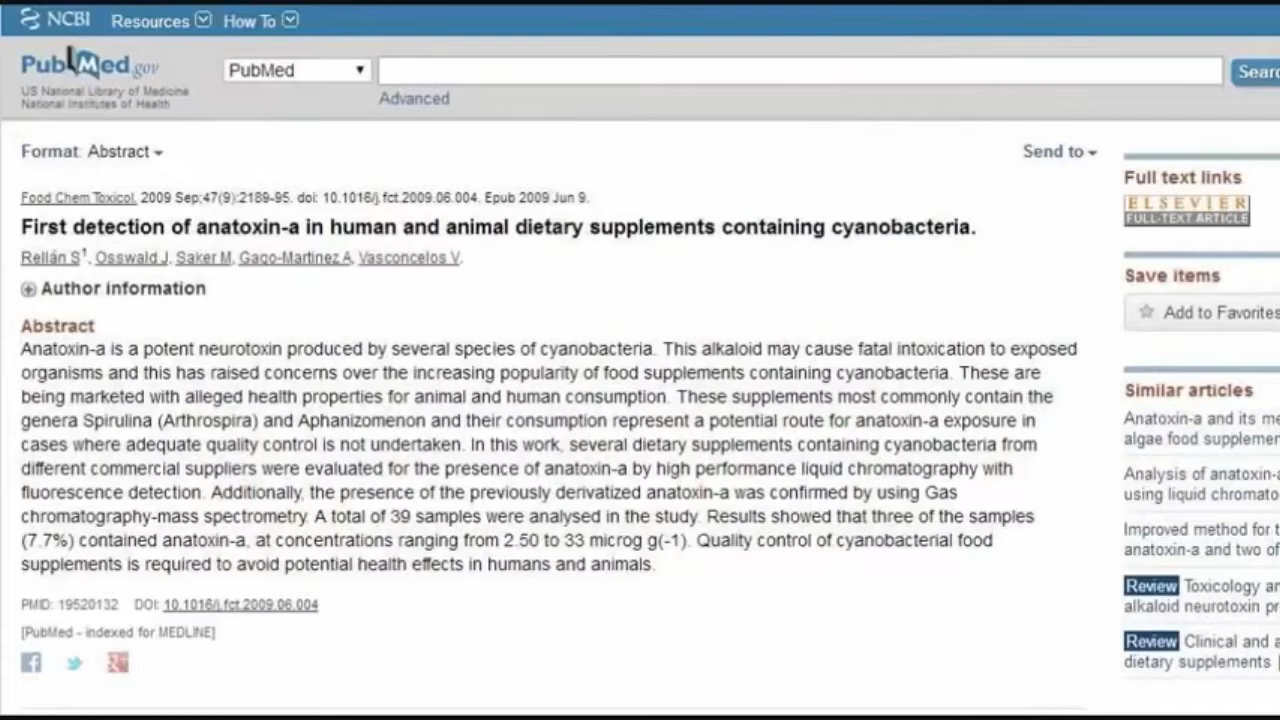 NCBI Resources How To
PubMed.gov
US National Library of Medicine
National Institutes of Health
PubMed
Advanced
Format: Abstract
Send to
Food Chem Toxicol. 2009 Sep;47(9):2189-95. doi: 10.1016/j.fct.2009.06.004. Epub 2009 Jun 9.
First detection of anatoxin-a in human and animal dietary supplements containing cyanobacteria.
Rellán S1, Osswald J, Saker M, Gago-Martinez A, Vasconcelos V.
Author information
Abstract
Anatoxin-a is a potent neurotoxin produced by several species of cyanobacteria. This alkaloid may cause fatal intoxication to exposed
organisms and this has raised concerns over the increasing popularity of food supplements containing cyanobacteria. These are
being marketed with alleged health properties for animal and human consumption. These supplements most commonly contain the
genera Spirulina (Arthrospira) and Aphanizomenon and their consumption represent a potential route for anatoxin-a exposure in
cases where adequate quality control is not undertaken. In this work, several dietary supplements containing cyanobacteria from
different commercial suppliers were evaluated for the presence of anatoxin-a by high performance liquid chromatography with
fluorescence detection. Additionally, the presence of the previously derivatized anatoxin-a was confirmed by using Gas
chromatography-mass spectrometry. A total of 39 samples were analysed in the study. Results showed that three of the samples
(7.7%) contained anatoxin-a, at concentrations ranging from 2.50 to 33 microg g(-1). Quality control of cyanobacterial food
supplements is required to avoid potential health effects in humans and animals.
PMID: 19520132 DOI: 10.1016/j.fct.2009.06.004
[PubMed - indexed for MEDLINE]
Full text links
ELSEVIER
FULL-TEXT ARTICLE
Save items
Add to Favorites
Similar articles
Anatoxin-a and its me
algae food supplemen
Analysis of anatoxin-a
using liquid chromato
Improved method for t
anatoxin-a and two of
Review Toxicology an
alkaloid neurotoxin pr
Review Clinical and a
dietary supplements [